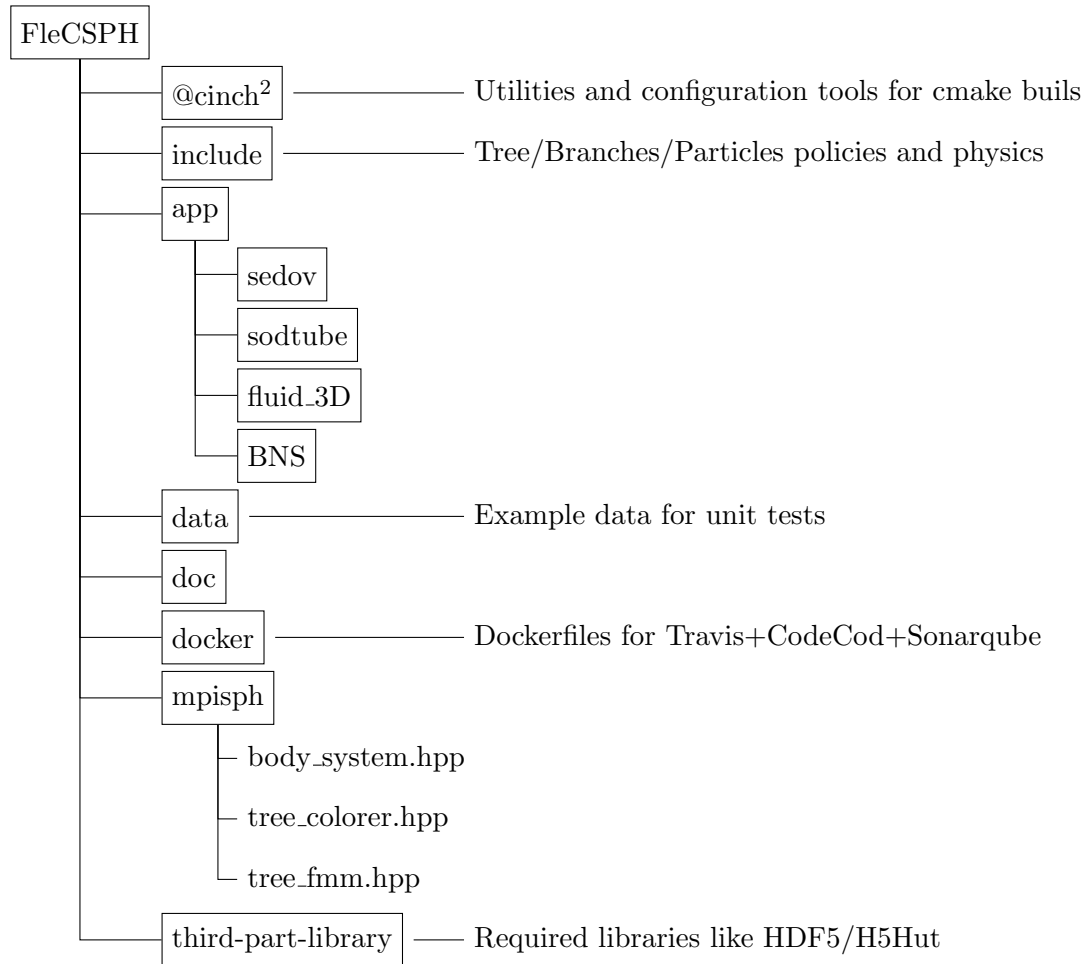 FleCSPH
@cinch² Utilities and configuration tools for cmake buils
include Tree/Branches/Particles policies and physics
app
sedov
sodtube
fluid_3D
BNS
data Example data for unit tests
doc
docker Dockerfiles for Travis+CodeCod+Sonarqube
mpisph
body_system.hpp
tree_colorer.hpp
tree_fmm.hpp
third-part-library Required libraries like HDF5/H5Hut